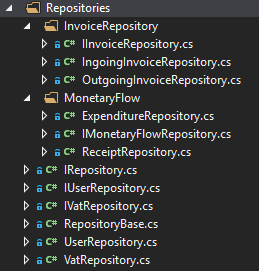 Repositories
InvoiceRepository
C# IInvoiceRepository.cs
C# IngoingInvoiceRepository.cs
C# OutgoingInvoiceRepository.cs
MonetaryFlow
C# ExpenditureRepository.cs
C# IMonetaryFlowRepository.cs
C# ReceiptRepository.cs
C# IRepository.cs
C# IUserRepository.cs
C# IVatRepository.cs
C# RepositoryBase.cs
C# UserRepository.cs
C# VatRepository.cs